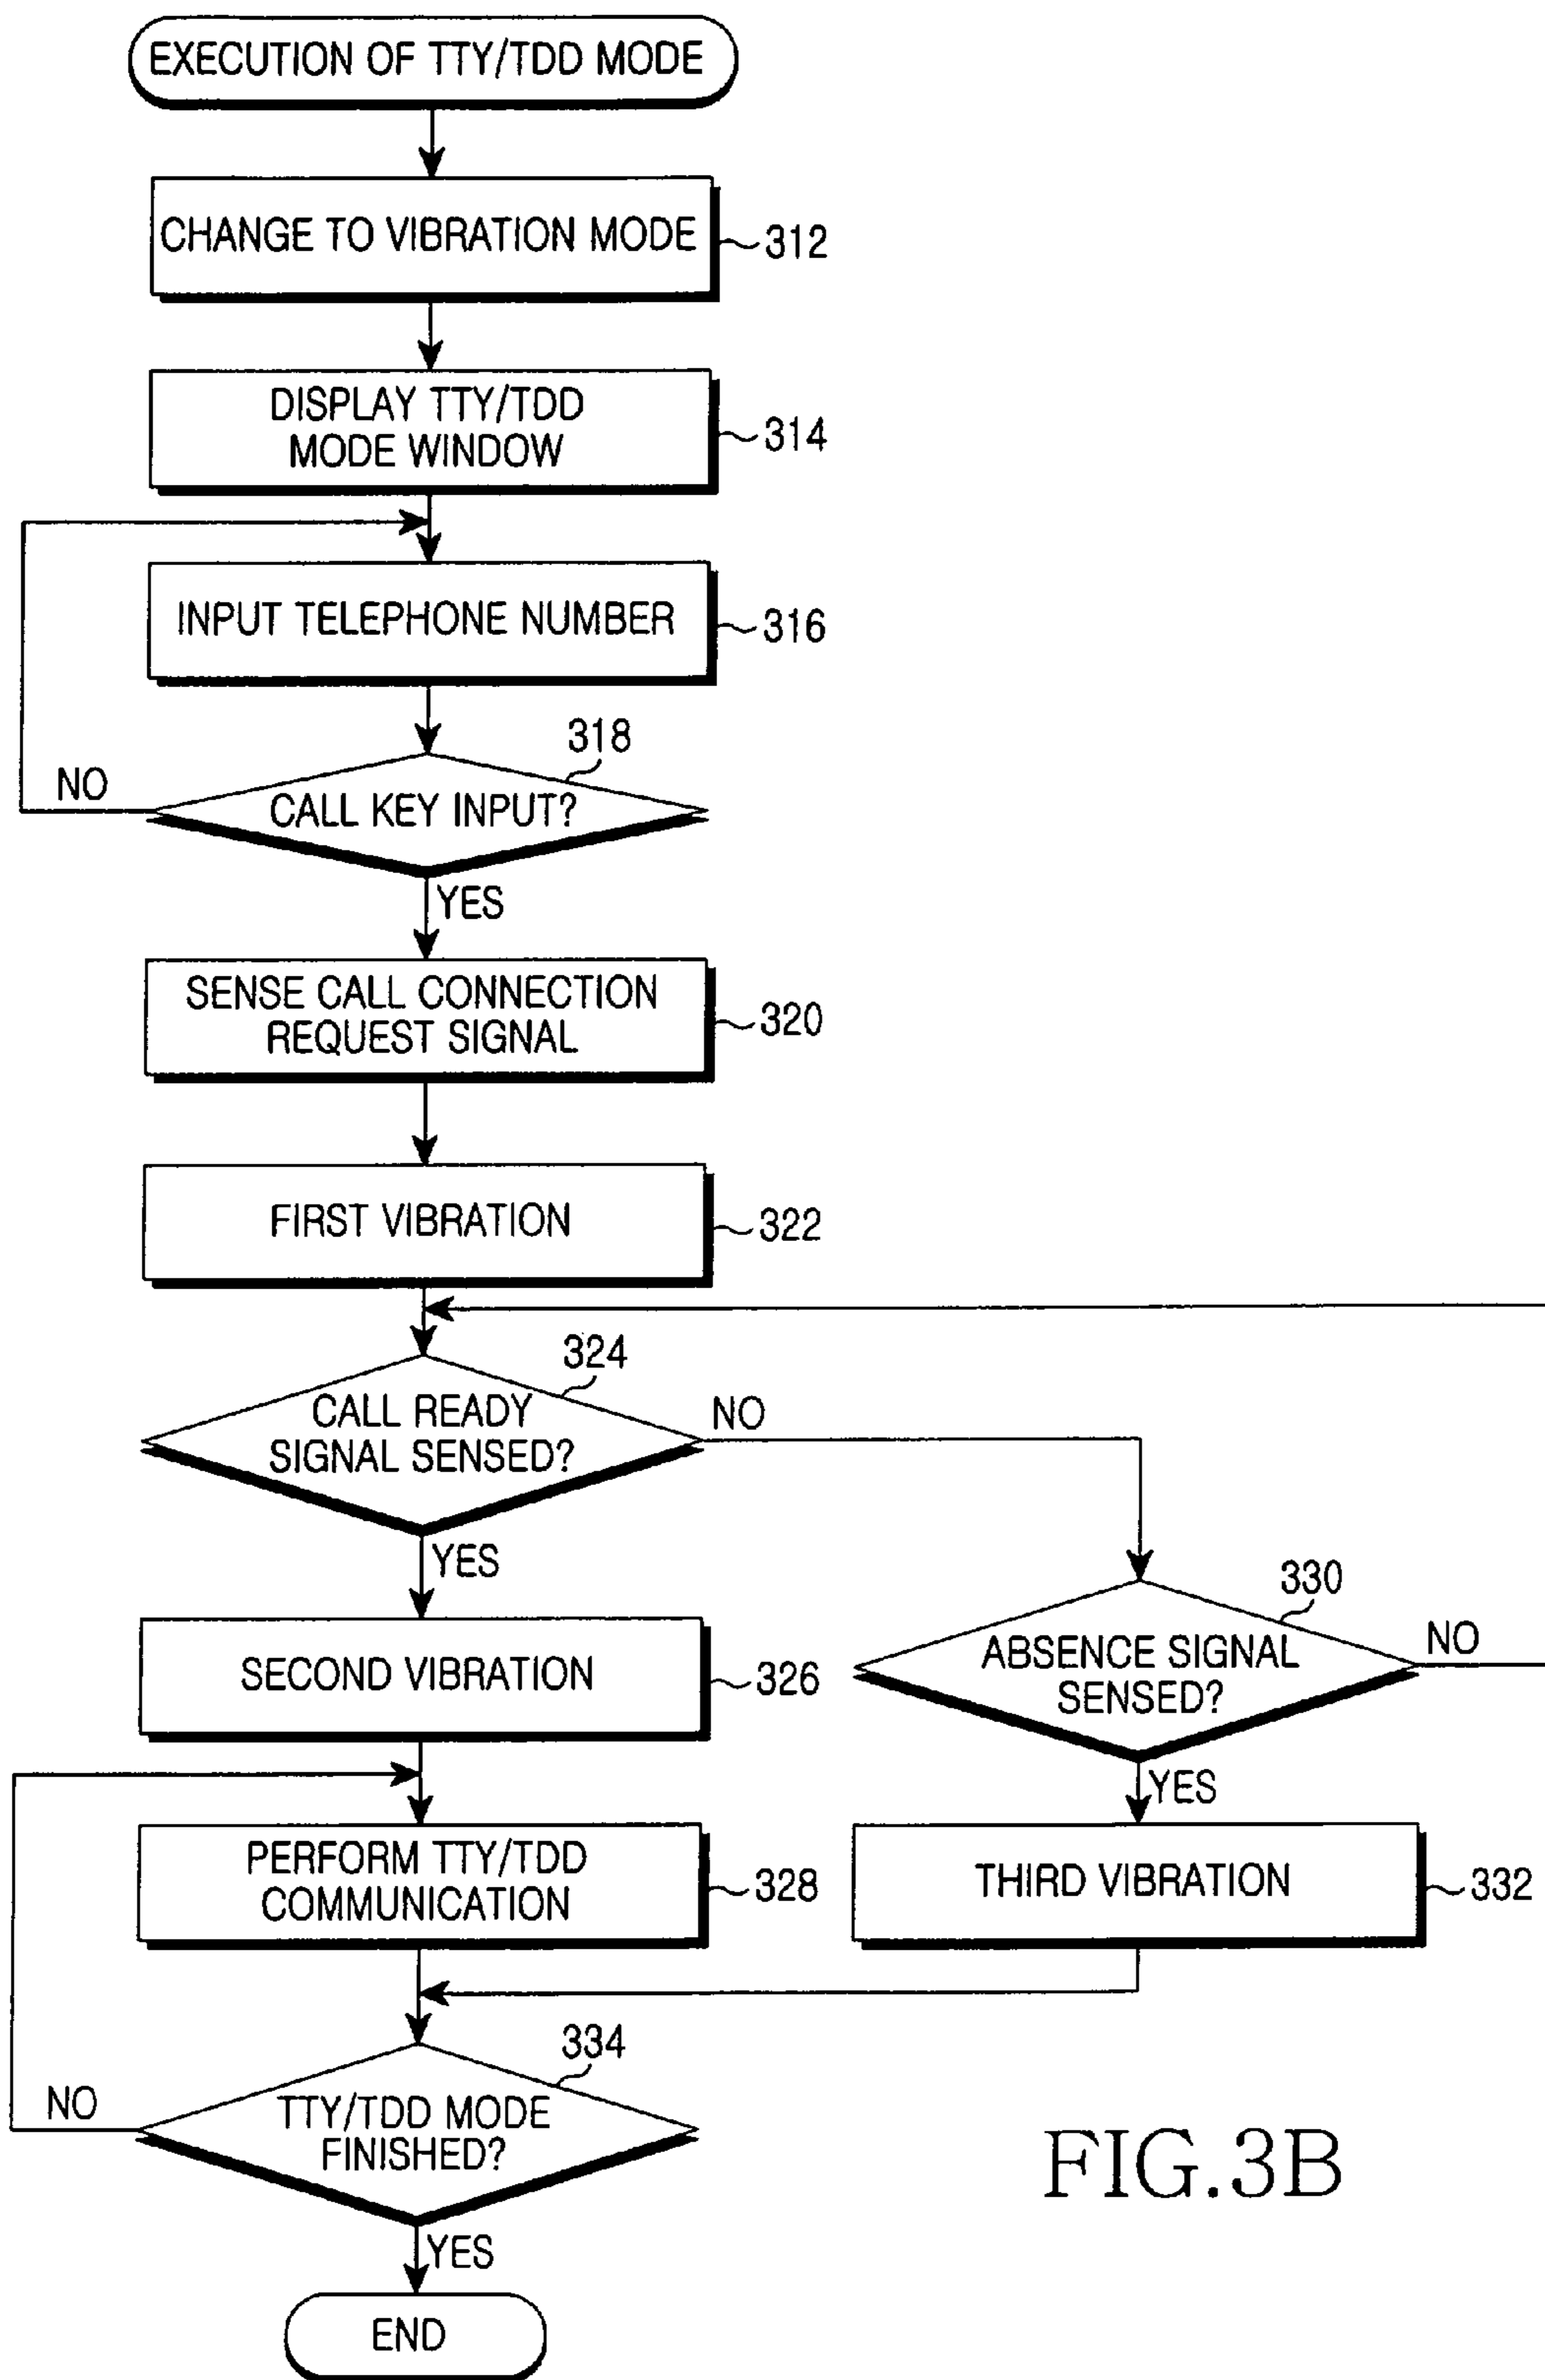 EXECUTION OF TTY/TDD MODE
CHANGE TO VIBRATION MODE
312
DISPLAY TTY/TDD
MODE WINDOW
314
INPUT TELEPHONE NUMBER
316
318
NO
CALL KEY INPUT?
YES
SENSE CALL CONNECTION
REQUEST SIGNAL
320
FIRST VIBRATION
322
324
CALL READY
SIGNAL SENSED?
NO
YES
330
ABSENCE SIGNAL
SENSED?
NO
SECOND VIBRATION
326
YES
PERFORM TTY/TDD
COMMUNICATION
328
THIRD VIBRATION
332
334
NO
TTY/TDD MODE
FINISHED?
YES
END
FIG.3B